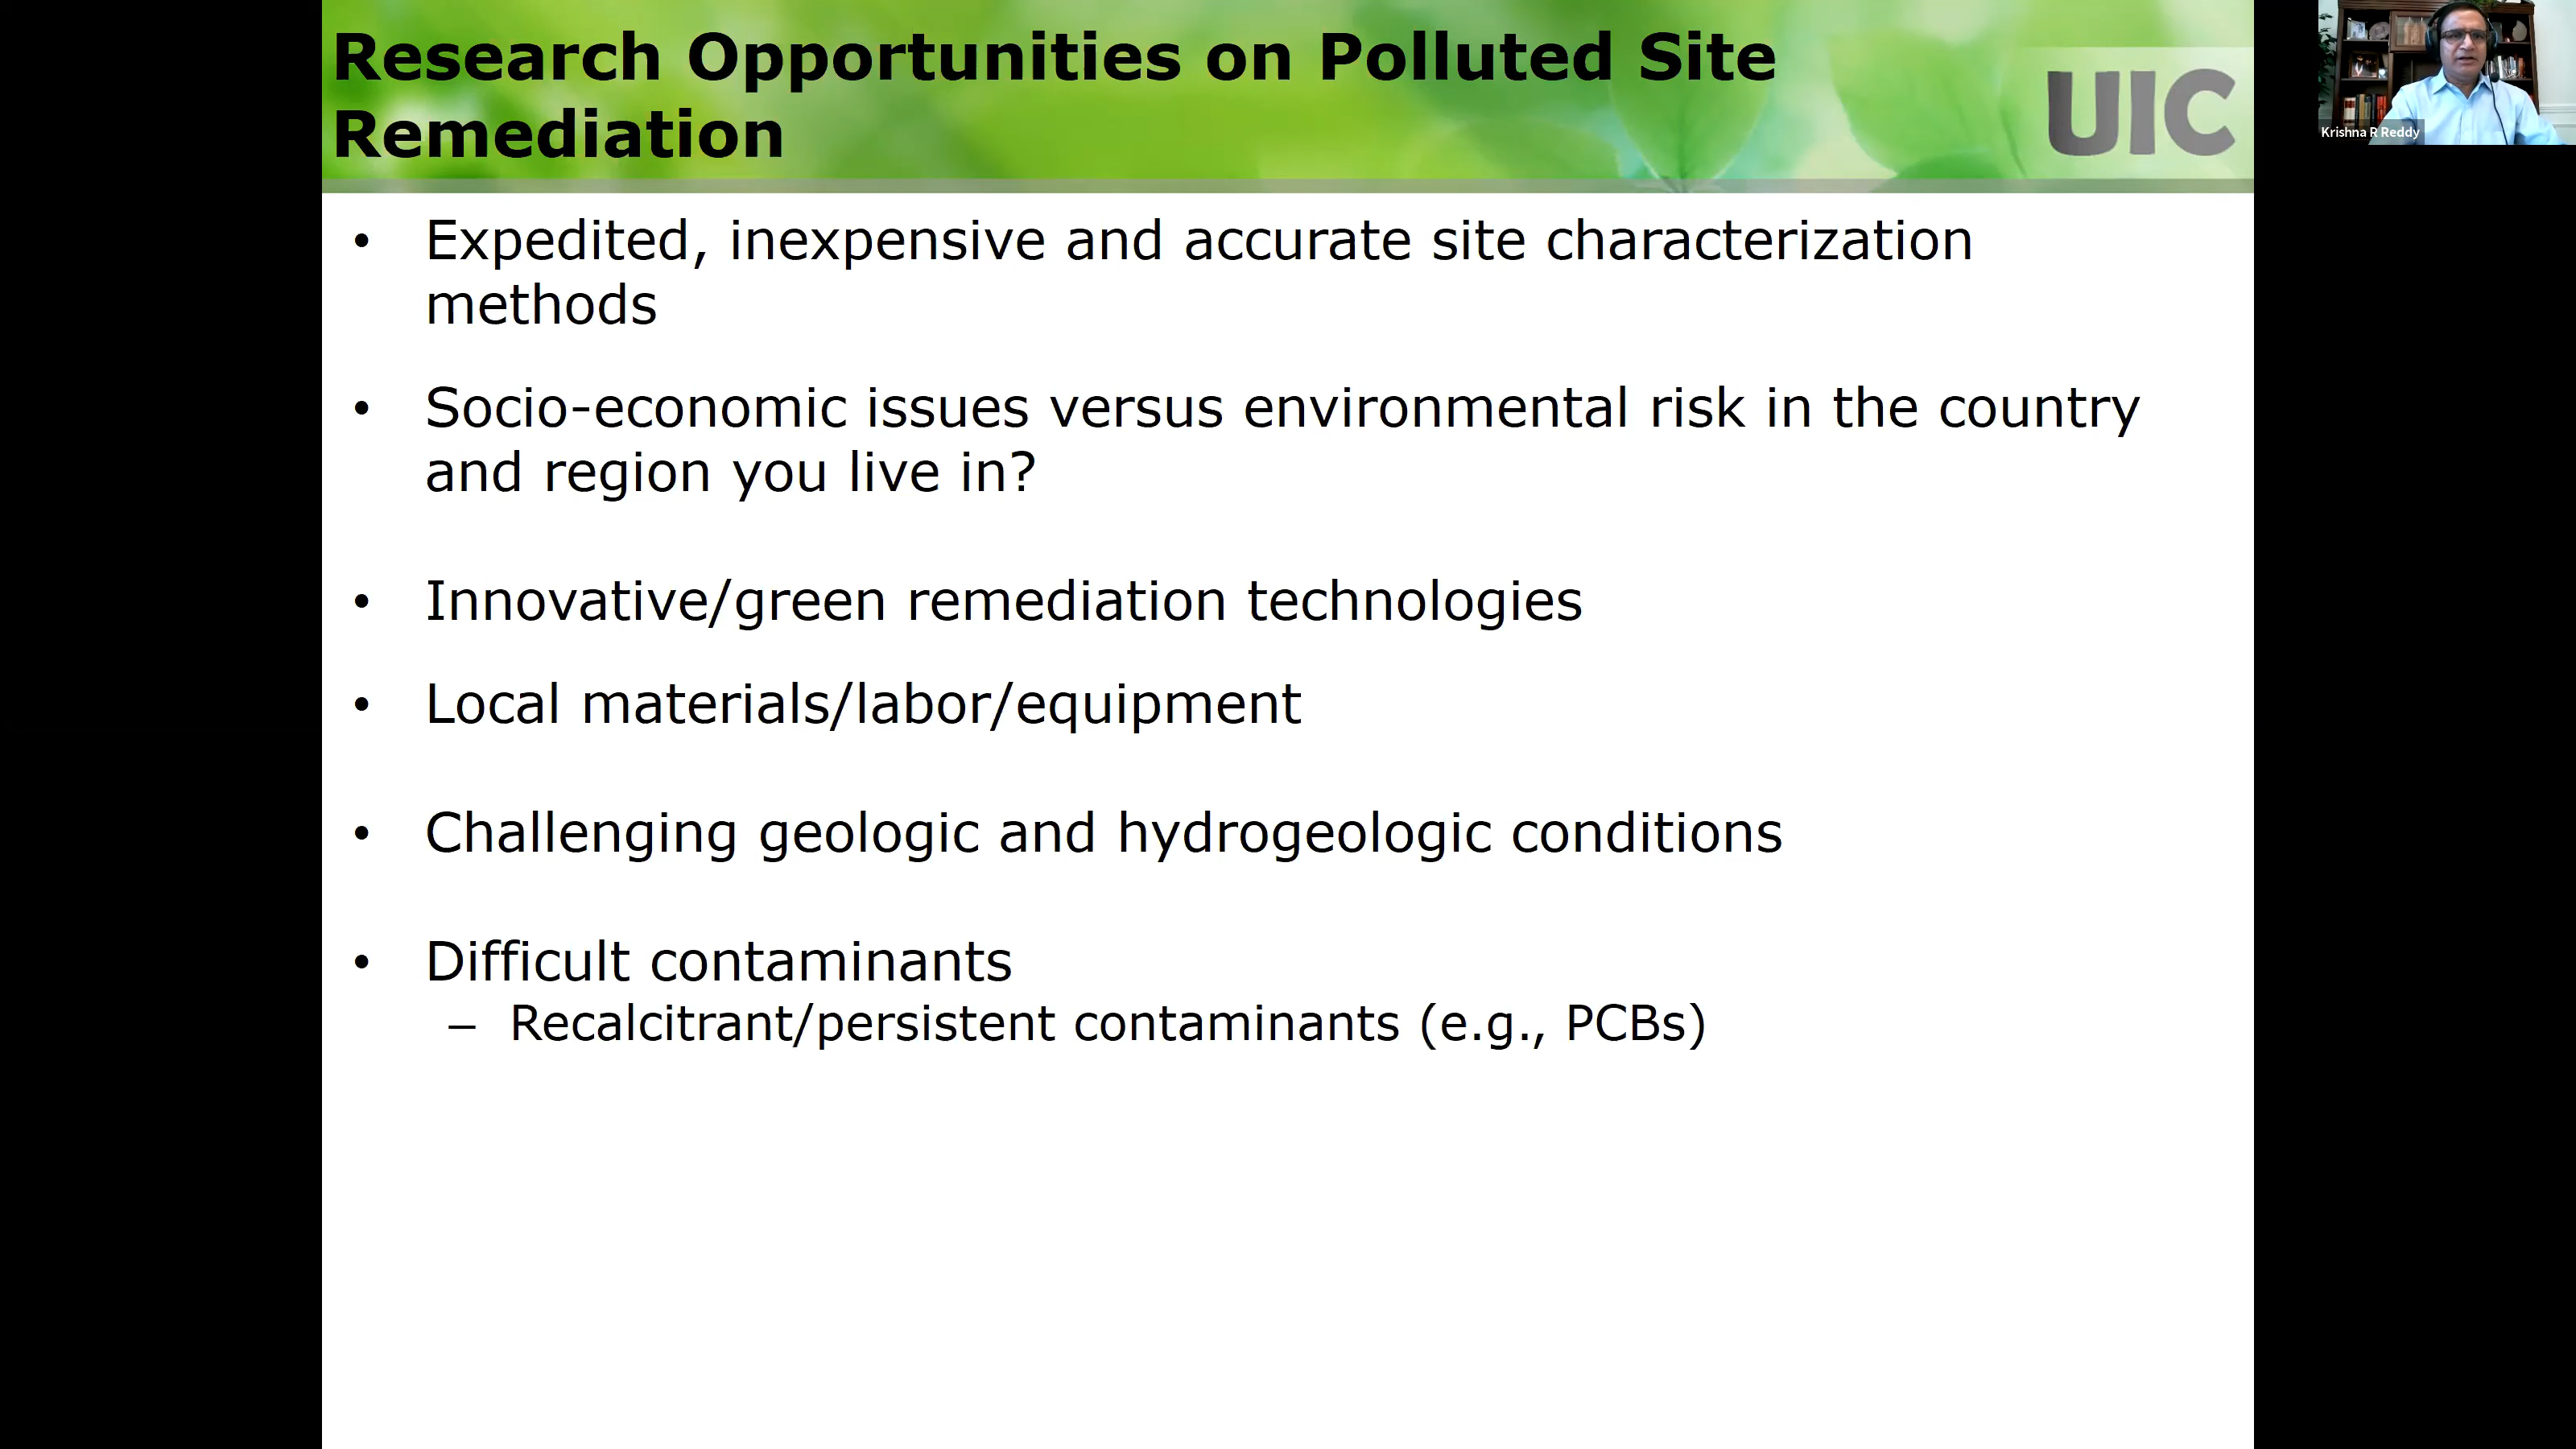 Research Opportunities on Polluted Site
Remediation
UIC
Krishna R Reddy
• Expedited, inexpensive and accurate site characterization
methods
• Socio-economic issues versus environmental risk in the country
and region you live in?
• Innovative/green remediation technologies
• Local materials/labor/equipment
• Challenging geologic and hydrogeologic conditions
• Difficult contaminants
– Recalcitrant/persistent contaminants (e.g., PCBs)